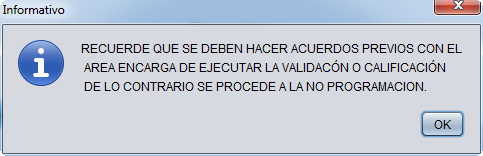 Informativo
RECUERDE QUE SE DEBEN HACER ACUERDOS PREVIOS CON EL
AREA ENCARGA DE EJECUTAR LA VALIDACÓN O CALIFICACIÓN
DE LO CONTRARIO SE PROCEDE A LA NO PROGRAMACION.
OK